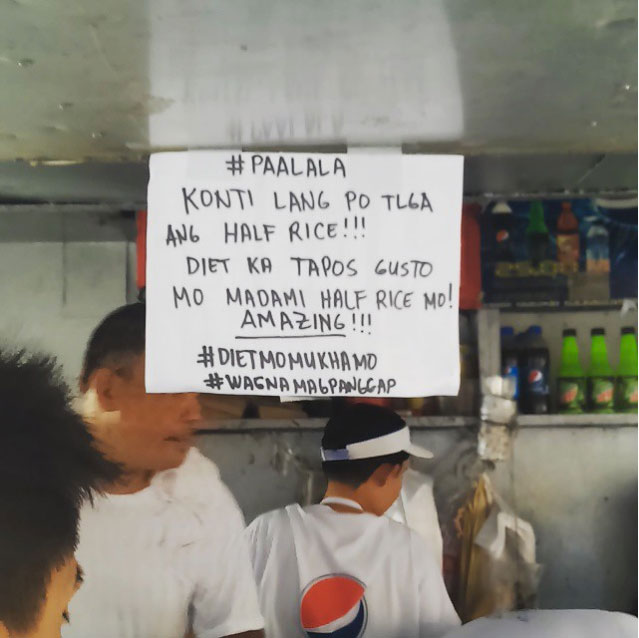 #PAALALA
KONTI LANG PO TLGA
ANG HALF RICE!!!
DIET KA TAPOS GUSTO
MO MADAMI HALF RICE MO!
AMAZING!!!
#DIETMOMUKHAMO
#WAGNAMAGPANGGAP